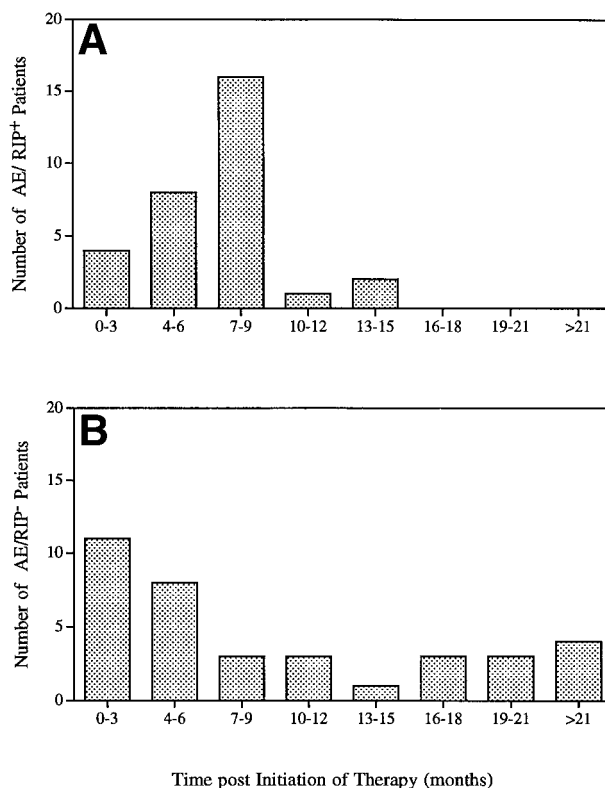 A
Number of AE/ RIP+ Patients
20
15
10
5
0
0-3 4-6 7-9 10-12 13-15 16-18 19-21 >21
B
Number of AE/RIP- Patients
20
15
10
5
0
0-3 4-6 7-9 10-12 13-15 16-18 19-21 >21
Time post Initiation of Therapy (months)